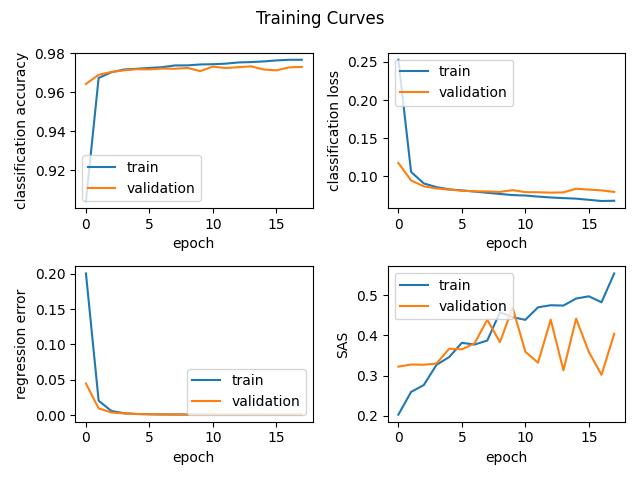 Training Curves
classification accuracy
0.98
0.96
0.94
0.92
train
validation
0 5 10 15
epoch
classification loss
0.25
0.20
0.15
0.10
train
validation
0 5 10 15
epoch
regression error
0.20
0.15
0.10
0.05
0.00
train
validation
0 5 10 15
epoch
SAS
0.5
0.4
0.3
0.2
train
validation
0 5 10 15
epoch